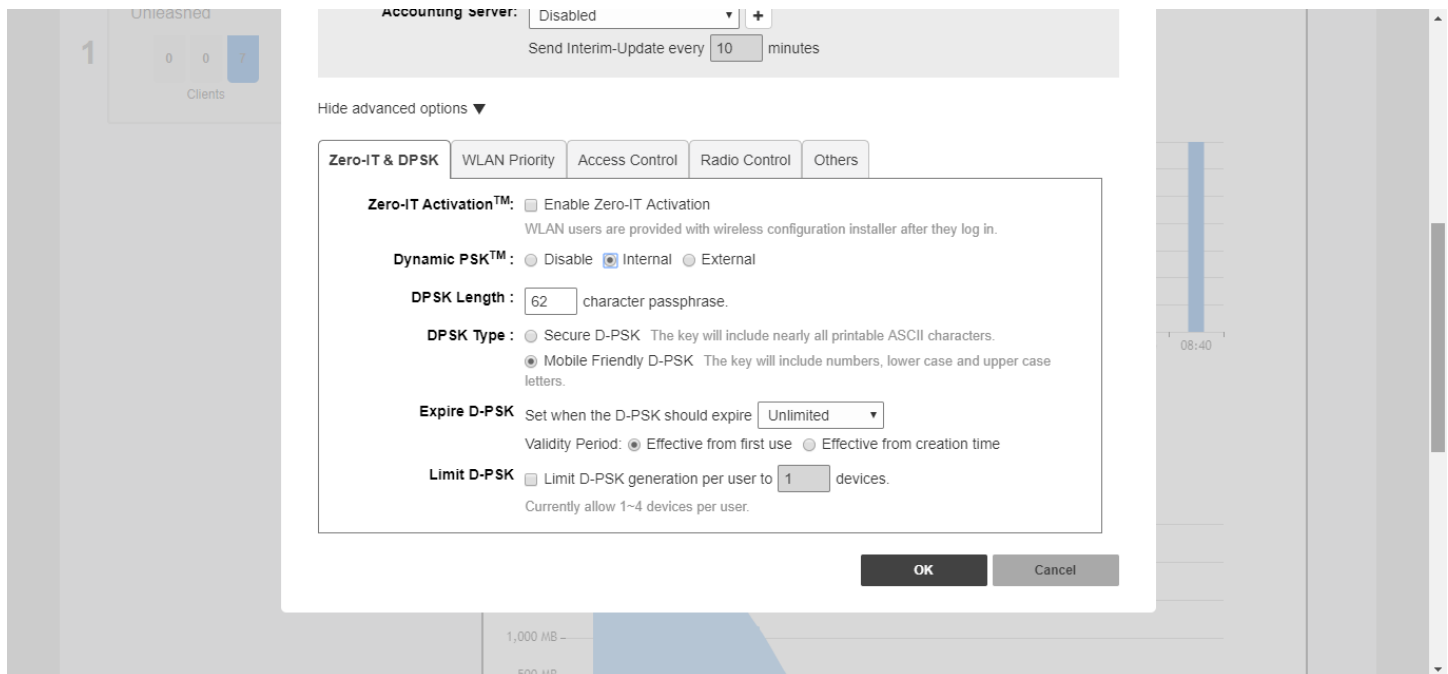 Unleashed
1
0 0 7
Clients
Accounting Server: Disabled +
Send Interim-Update every 10 minutes
Hide advanced options ▼
Zero-IT & DPSK WLAN Priority Access Control Radio Control Others
Zero-IT Activation™: Enable Zero-IT Activation
WLAN users are provided with wireless configuration installer after they log in.
Dynamic PSK™ : Disable Internal External
DPSK Length : 62 character passphrase.
DPSK Type : Secure D-PSK The key will include nearly all printable ASCII characters.
Mobile Friendly D-PSK The key will include numbers, lower case and upper case
letters.
Expire D-PSK Set when the D-PSK should expire Unlimited
Validity Period: Effective from first use Effective from creation time
Limit D-PSK Limit D-PSK generation per user to 1 devices.
Currently allow 1~4 devices per user.
OK Cancel
08:40
1,000 MB
500 MB